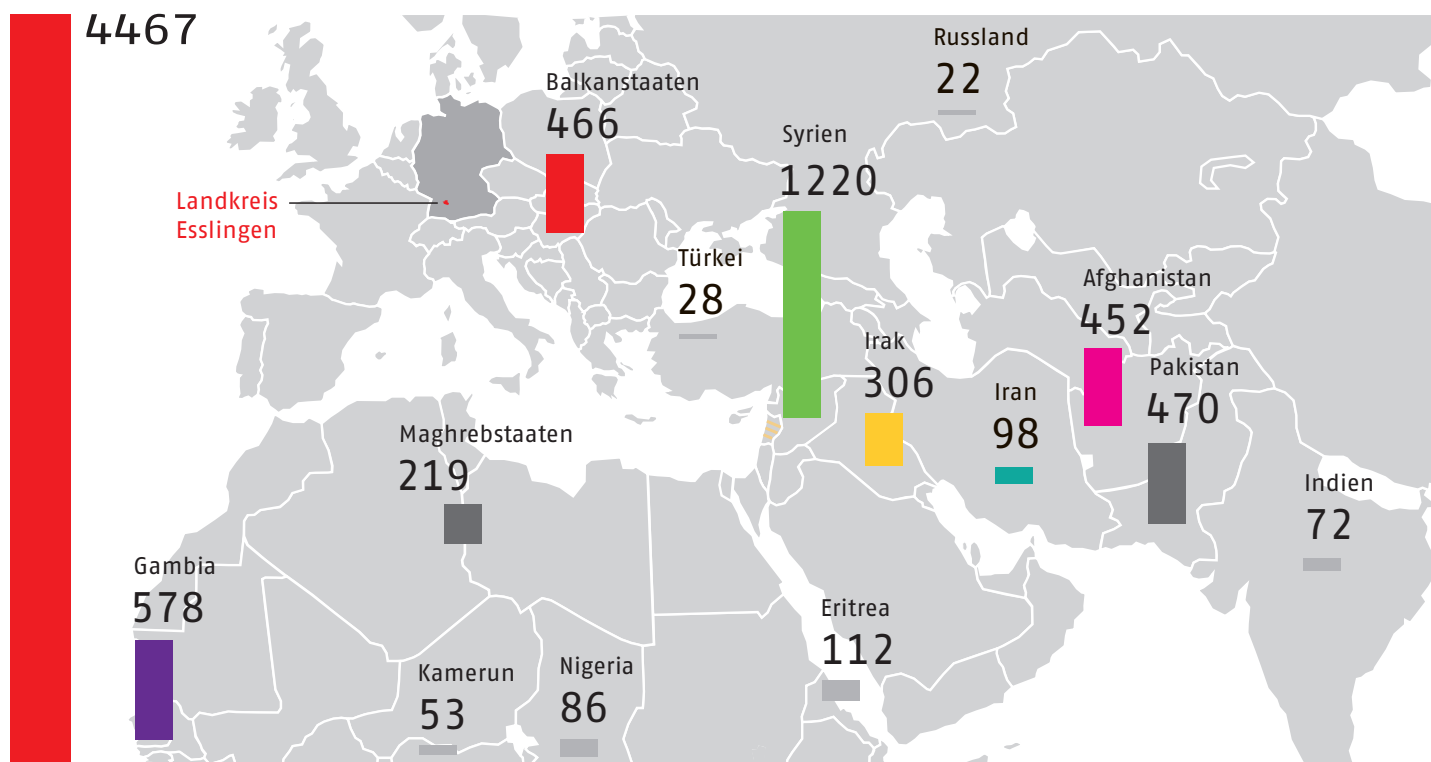 4467
Russland
22
Balkanstaaten
466
Syrien
1220
Landkreis
Esslingen
Türkei
28
Afghanistan
452
Irak
306
Pakistan
470
Iran
98
Maghrebstaaten
219
Indien
72
Gambia
578
Eritrea
112
Kamerun
53
Nigeria
86